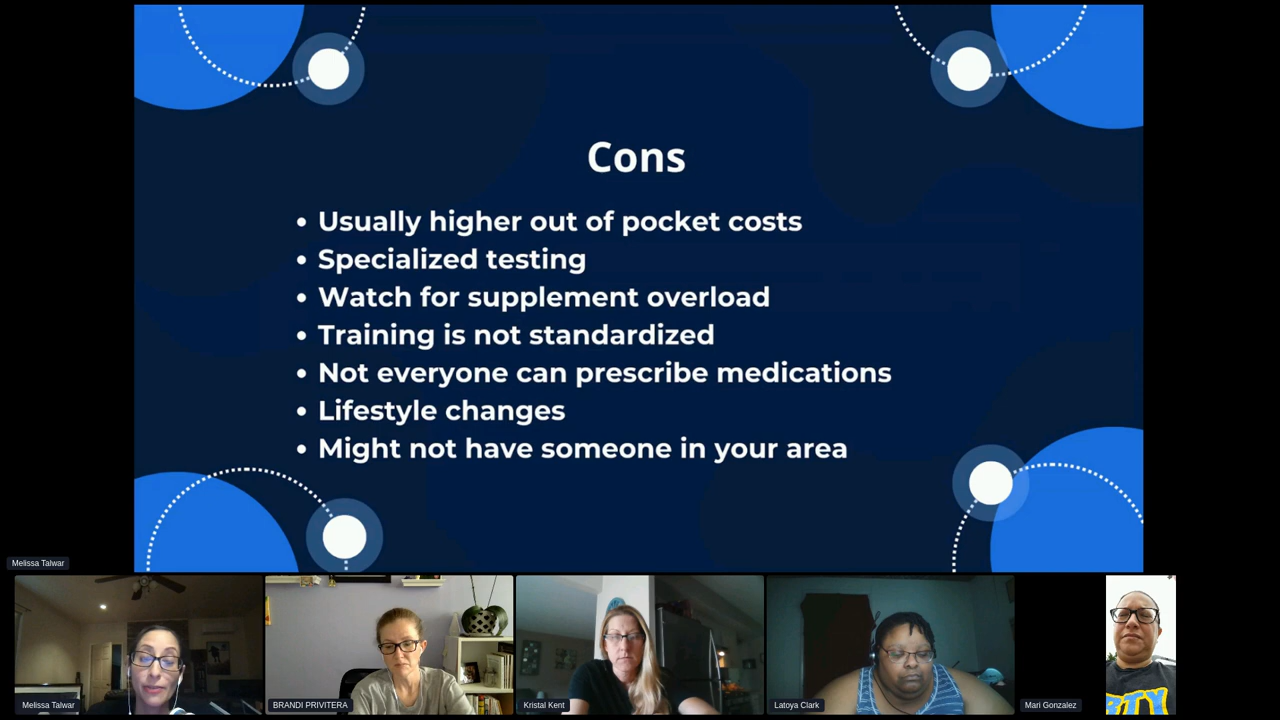 Cons
• Usually higher out of pocket costs
• Specialized testing
• Watch for supplement overload
• Training is not standardized
• Not everyone can prescribe medications
• Lifestyle changes
• Might not have someone in your area
Melissa Talwar
Melissa Talwar
BRANDI PRIVITERA
Kristal Kent
Latoya Clark
Mari Gonzalez